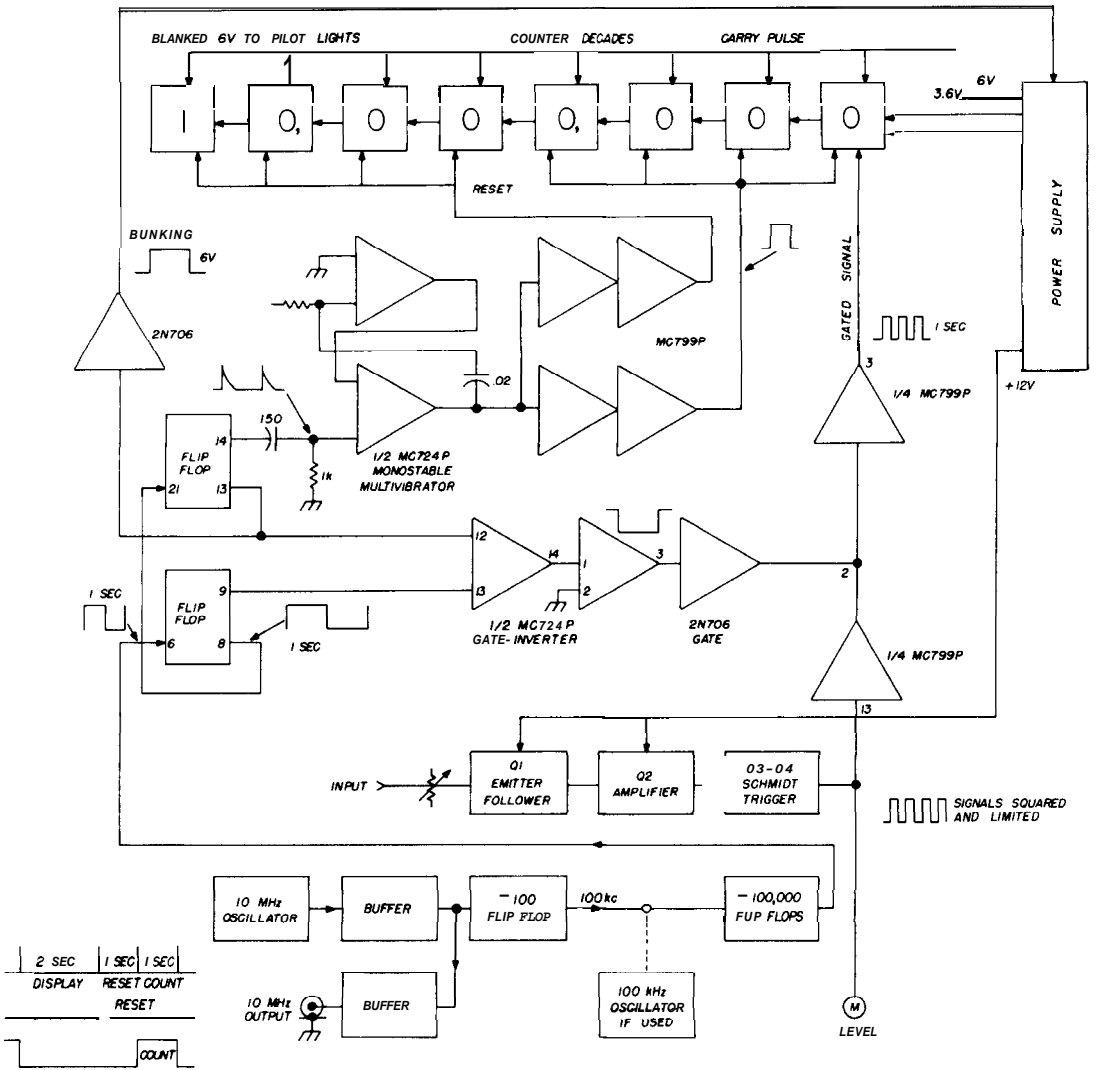 BLANKED 6V TO PILOT LIGHTS
COUNTER DECADES
CARRY PULSE
6V
3.6V
1
0,
0
0
0,
0
0
0
RESET
POWER SUPPLY
BUNKING
6V
2N706
GATED SIGNAL
1 SEC
MC799P
.02
3
1/4 MC799P
+12V
150
14
FLIP
FLOP
21
13
1k
1/2 MC724P
MONOSTABLE
MULTIVIBRATOR
12
14
1
3
13
2
2
1/2 MC724P
GATE-INVERTER
2N706
GATE
1 SEC
9
FLIP
FLOP
6
8
1 SEC
1/4 MC799P
13
INPUT
Q1
EMITTER
FOLLOWER
Q2
AMPLIFIER
03-04
SCHMIDT
TRIGGER
SIGNALS SQUARED
AND LIMITED
10 MHz
OSCILLATOR
BUFFER
-100
FLIP FLOP
100kc
-100,000
FUP FLOPS
2 SEC
1 SEC
1 SEC
DISPLAY
RESET
COUNT
RESET
COUNT
10 MHz
OUTPUT
BUFFER
100 kHz
OSCILLATOR
IF USED
M
LEVEL